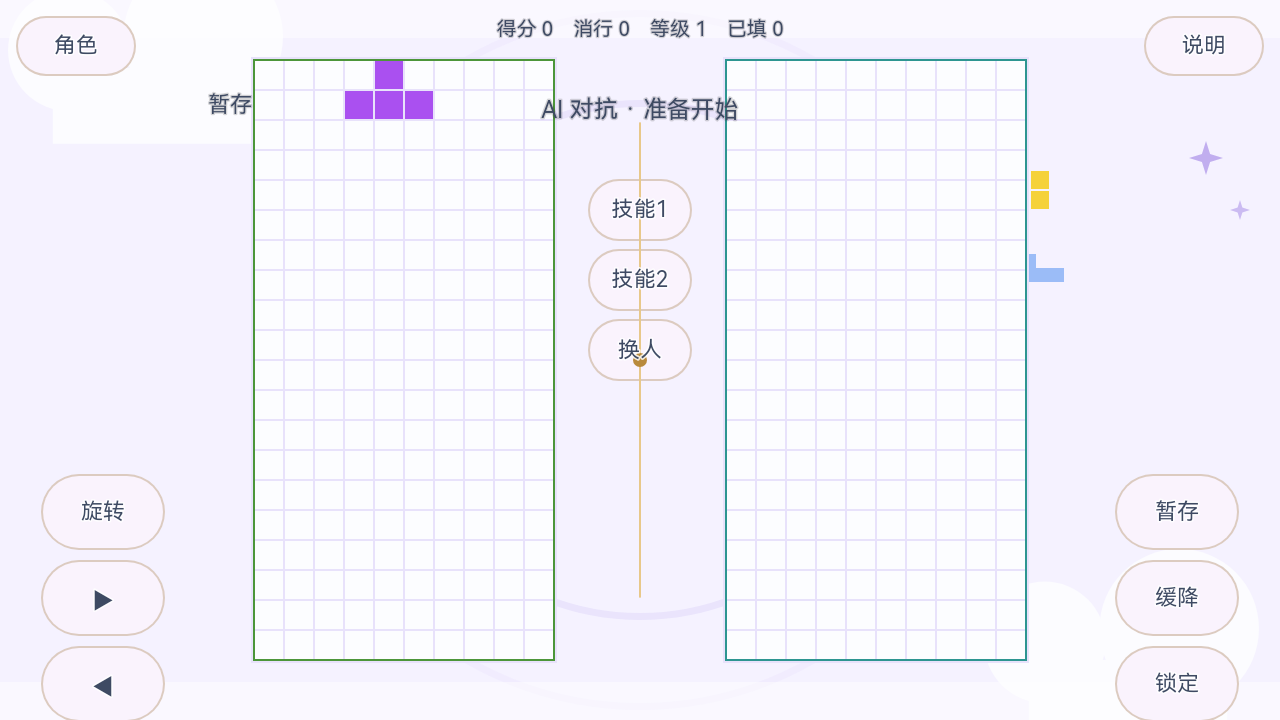 得分 0 消行 0 等级 1 已填 0
角色
说明
暂存
AI 对抗 · 准备开始
技能1
技能2
换人
旋转
▶
◀
暂存
缓降
锁定